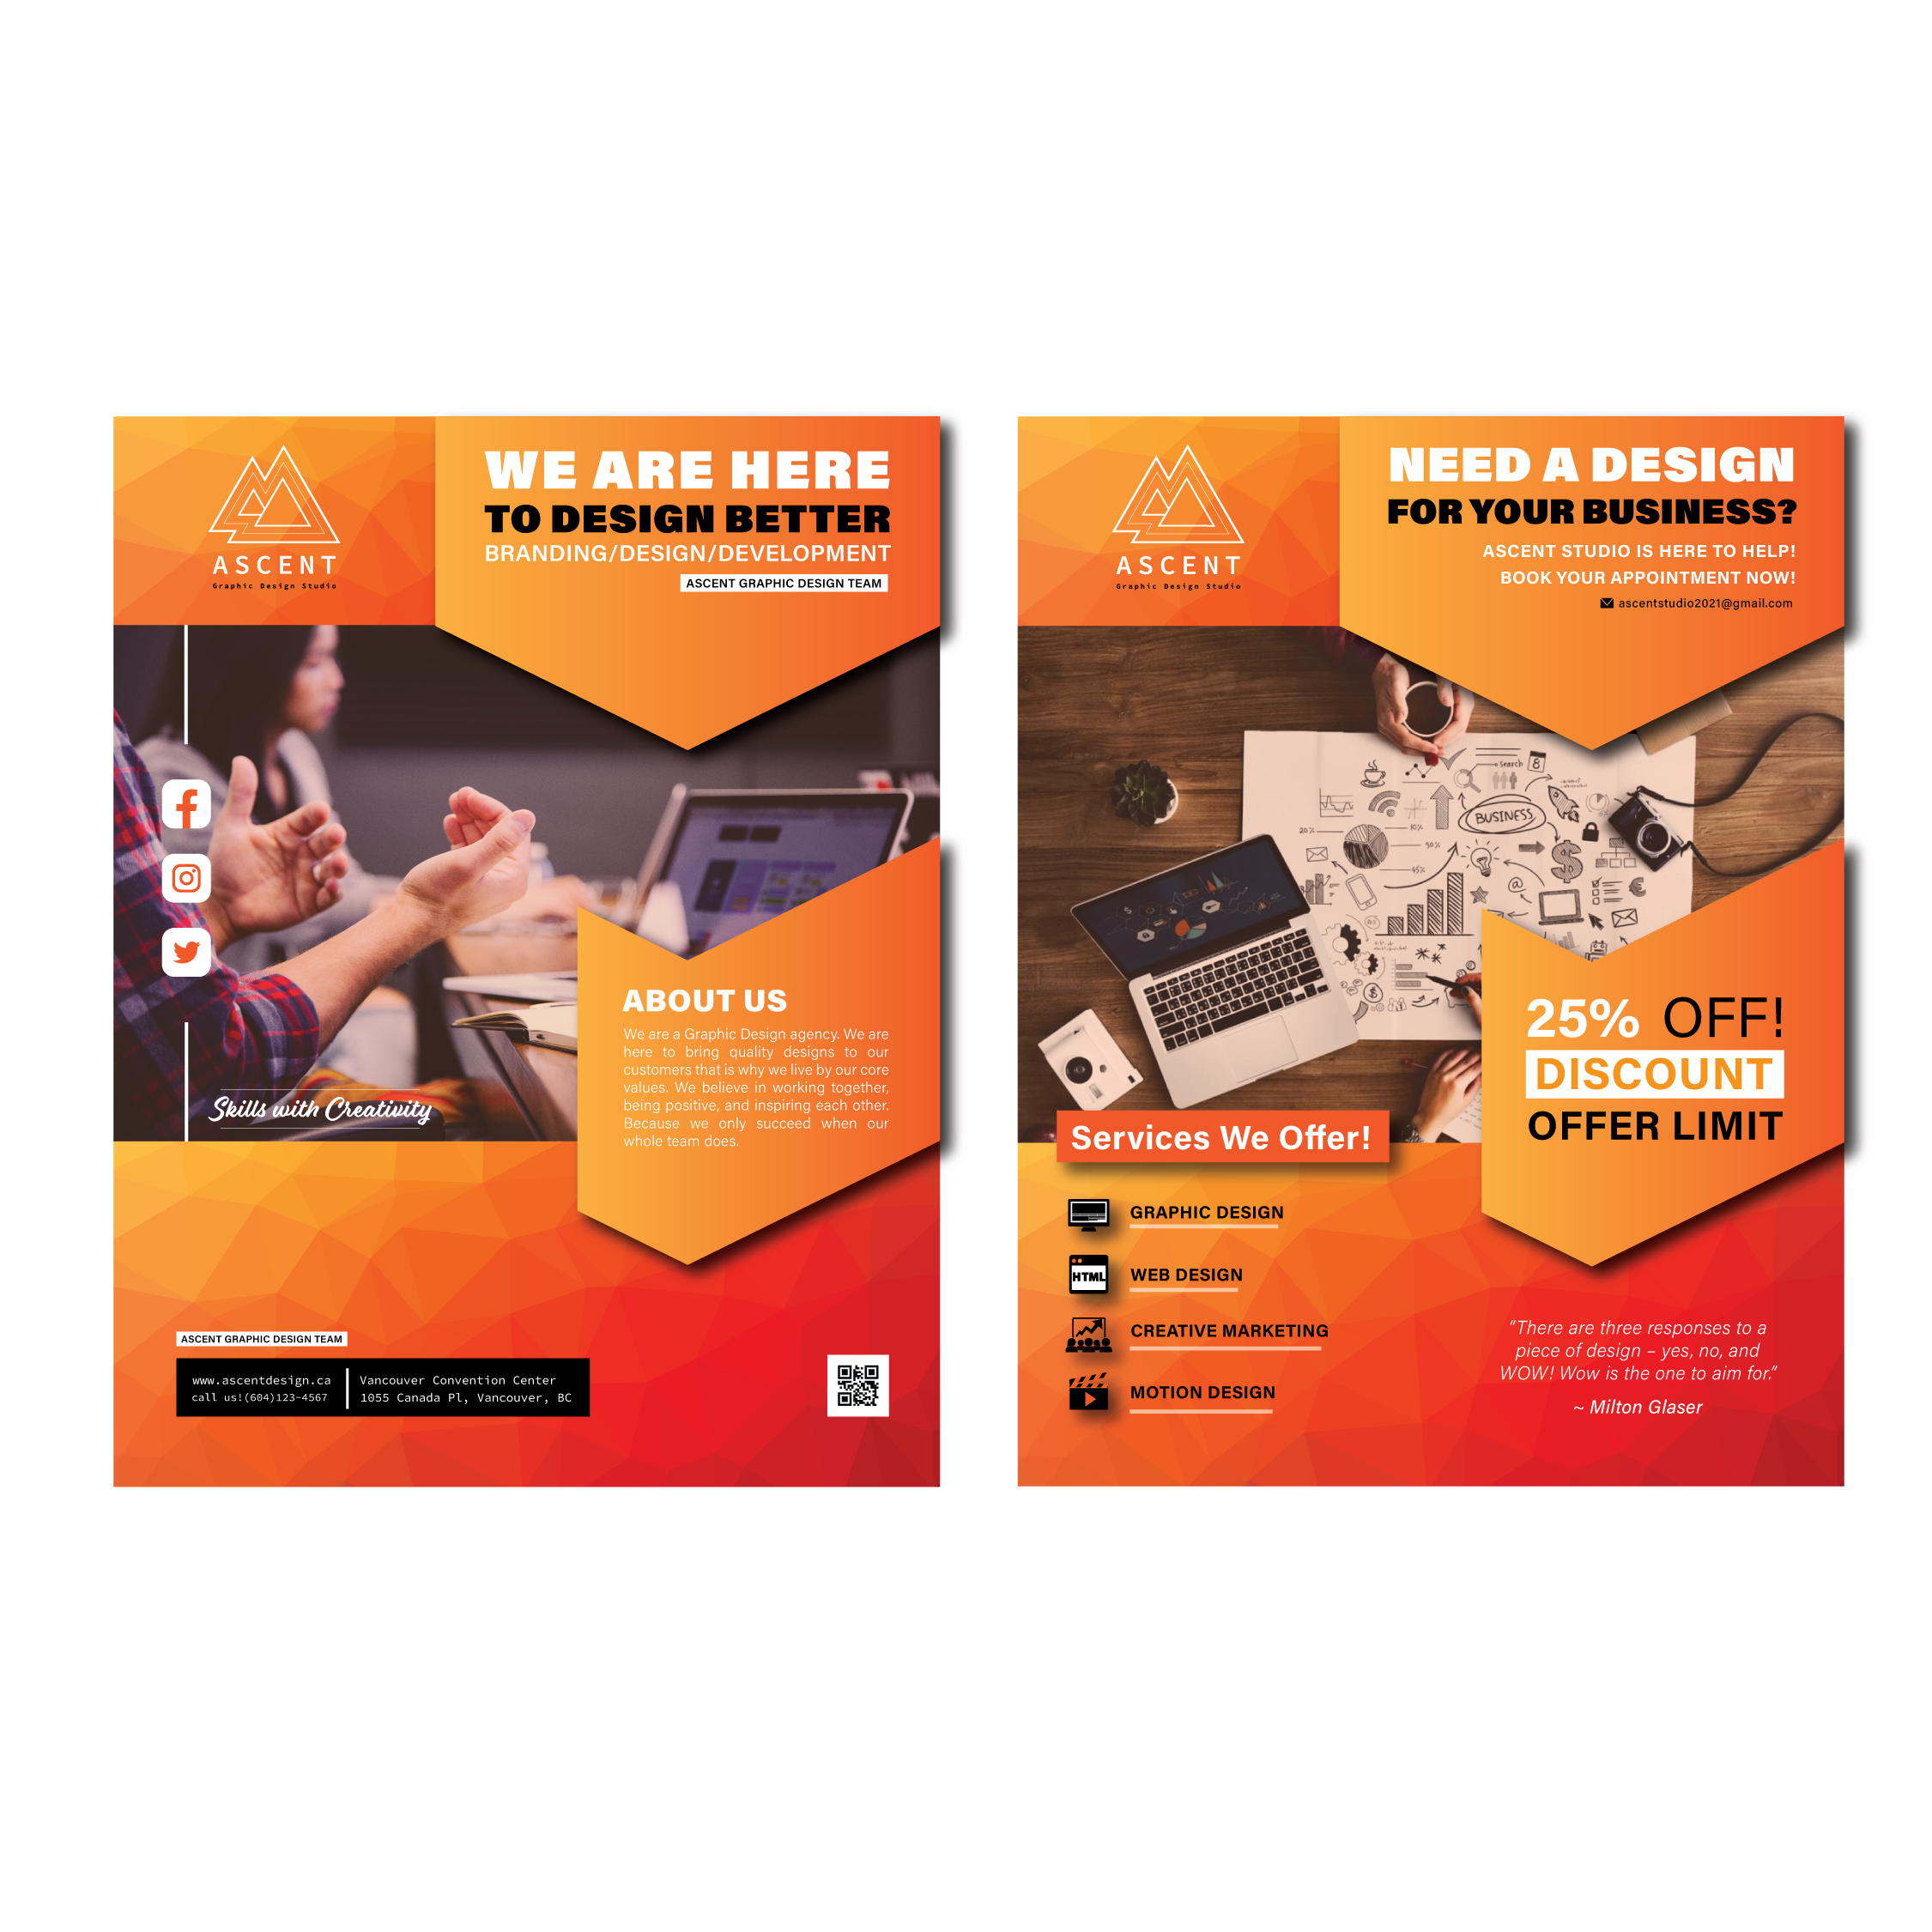 ASCENT
Graphic Design Studio
WE ARE HERE
TO DESIGN BETTER
BRANDING/DESIGN/DEVELOPMENT
ASCENT GRAPHIC DESIGN TEAM
Skills with Creativity
ABOUT US
We are a Graphic Design agency. We are
here to bring quality designs to our
customers that is why we live by our core
values. We believe in working together,
being positive, and inspiring each other.
Because we only succeed when our
whole team does.
ASCENT GRAPHIC DESIGN TEAM
www.ascentdesign.ca
call us!(604)123-4567
Vancouver Convention Center
1055 Canada Pl, Vancouver, BC
ASCENT
Graphic Design Studio
NEED A DESIGN
FOR YOUR BUSINESS?
ASCENT STUDIO IS HERE TO HELP!
BOOK YOUR APPOINTMENT NOW!
ascentstudio2021@gmail.com
search
8
BUSINESS
20%
10%
90%
45%
$
@
€
25% OFF!
DISCOUNT
OFFER LIMIT
Services We Offer!
GRAPHIC DESIGN
HTML
WEB DESIGN
CREATIVE MARKETING
MOTION DESIGN
"There are three responses to a
piece of design – yes, no, and
WOW! Wow is the one to aim for."
~ Milton Glaser